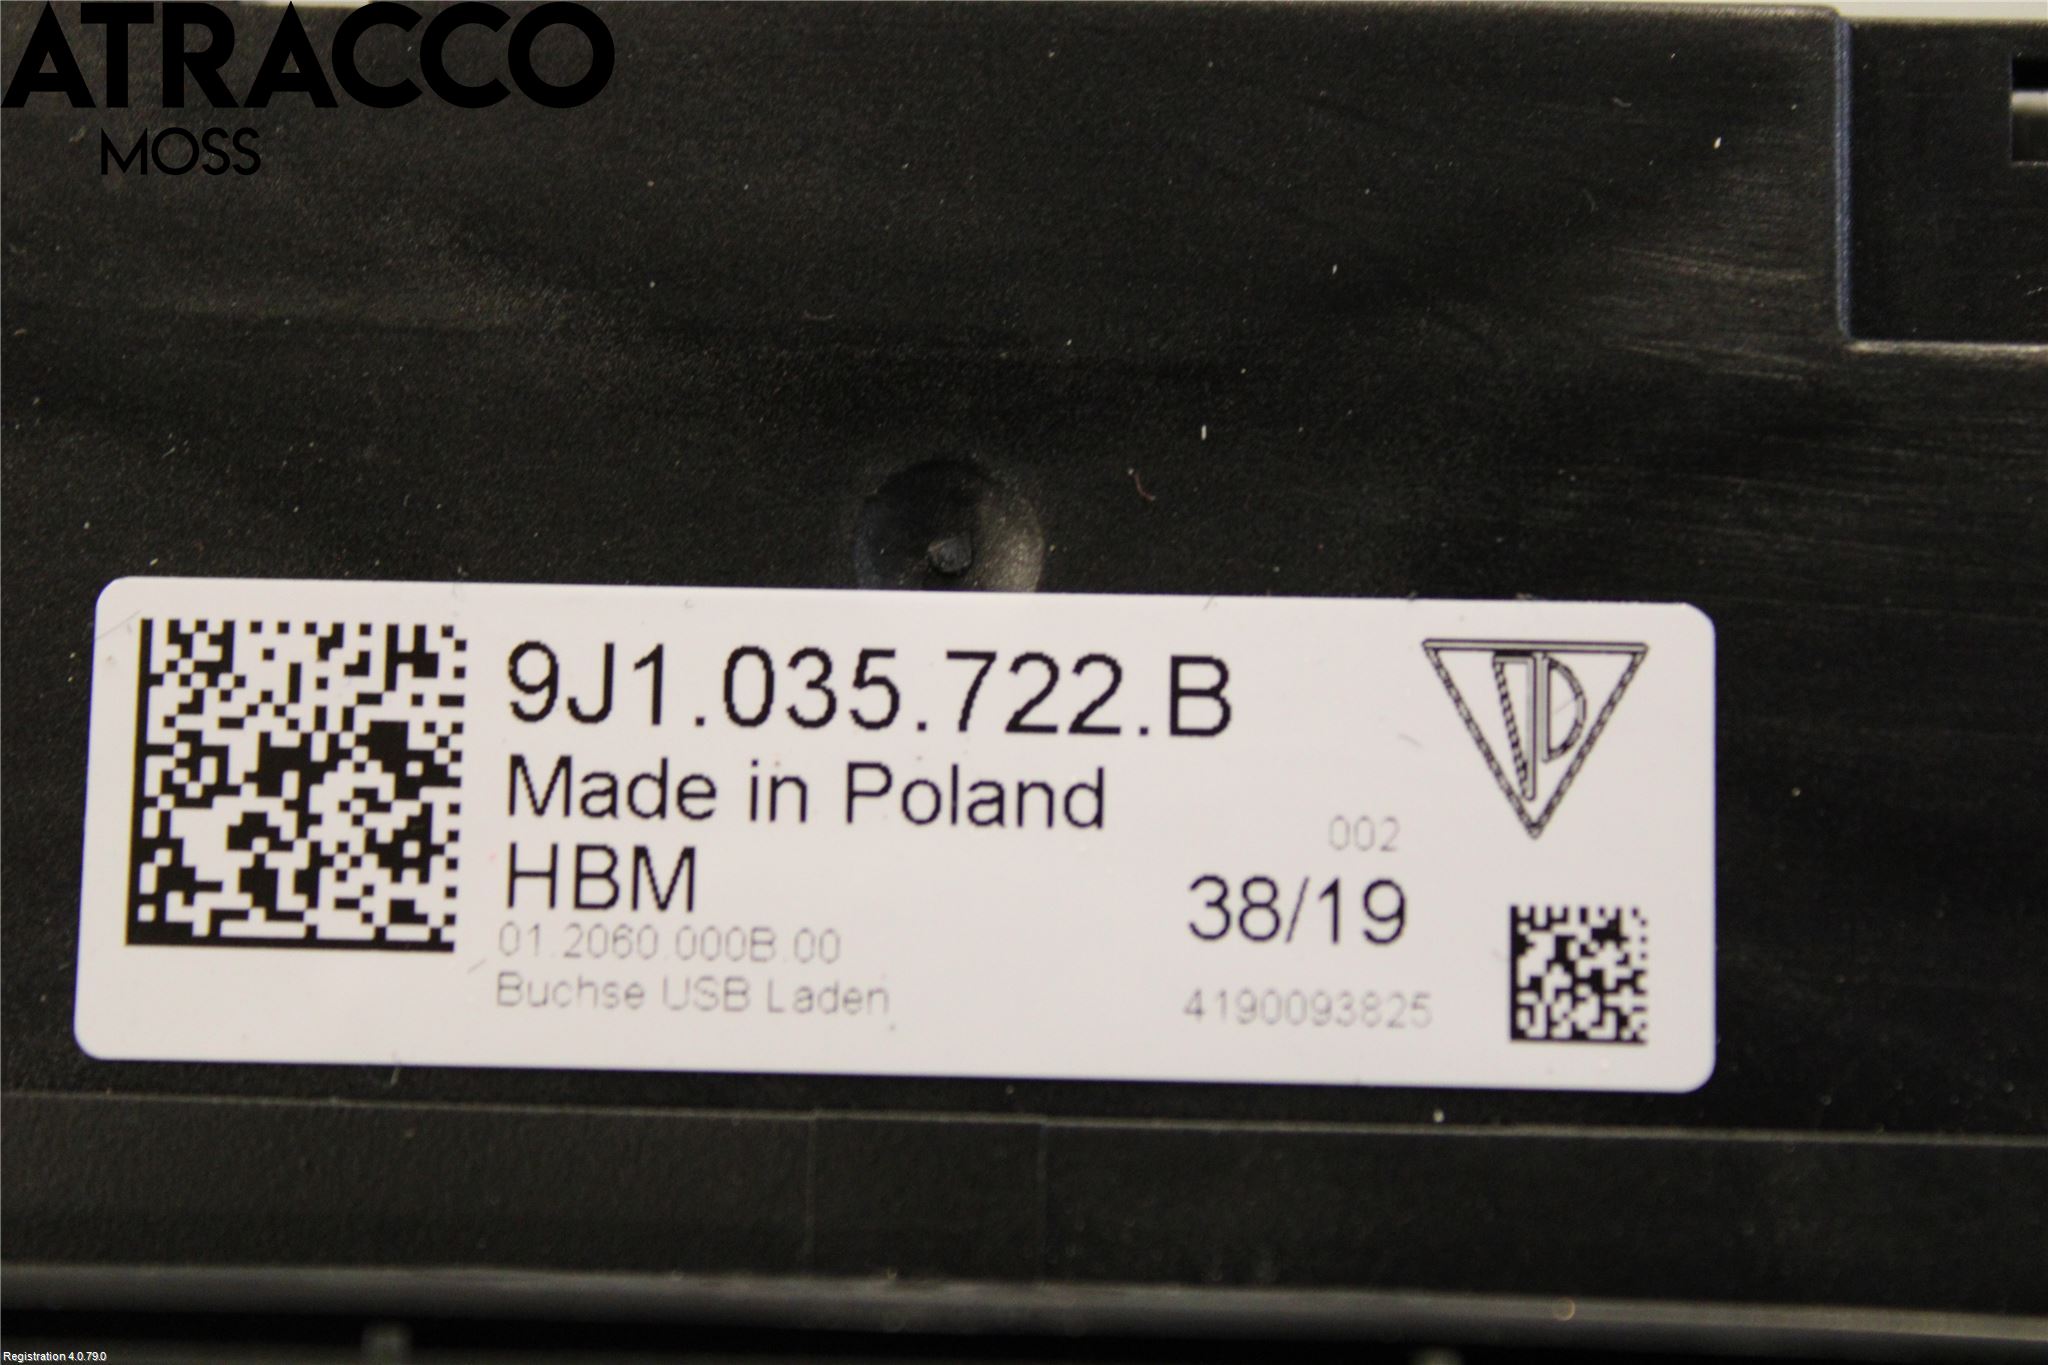 ATRACCO
MOSS
9J1.035.722.B
Made in Poland
HBM
002
38/19
01.2060.000B.00
Buchse USB Laden
4190093825
Registration 4.0.79.0